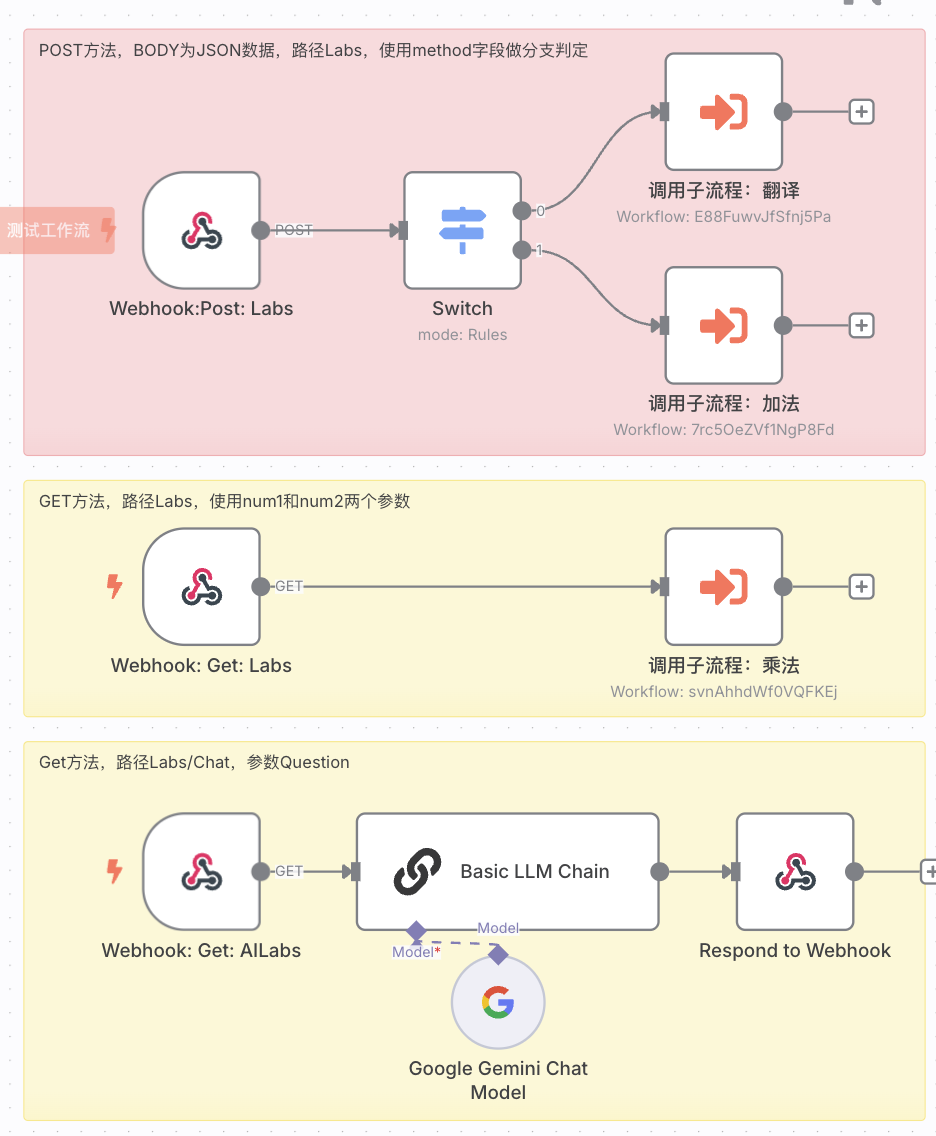 POST方法，BODY为JSON数据，路径Labs，使用method字段做分支判定
测试工作流
POST
Webhook:Post: Labs
Switch
mode: Rules
0
1
调用子流程：翻译
Workflow: E88FuwvJfSfnj5Pa
调用子流程：加法
Workflow: 7rc5OeZVf1NgP8Fd
GET方法，路径Labs，使用num1和num2两个参数
GET
Webhook: Get: Labs
调用子流程：乘法
Workflow: svnAhhdWf0VQFKEj
Get方法，路径Labs/Chat，参数Question
GET
Webhook: Get: AILabs
Basic LLM Chain
Model
Model*
Respond to Webhook
Google Gemini Chat
Model